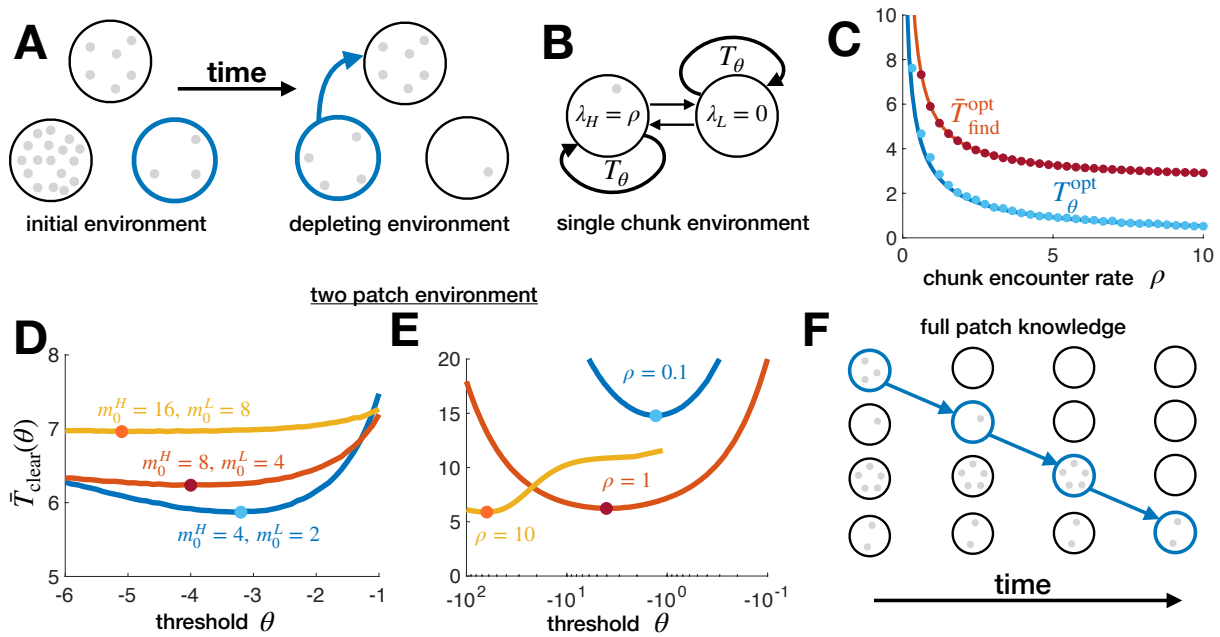 A
time
initial environment
depleting environment
B
T_θ
λ_H = ρ
λ_L = 0
T_θ
single chunk environment
C
10
8
6
4
2
0
T̄_find^opt
T_θ^opt
0
5
10
chunk encounter rate ρ
two patch environment
D
T̄_clear(θ)
8
7
6
5
m_0^H = 16, m_0^L = 8
m_0^H = 8, m_0^L = 4
m_0^H = 4, m_0^L = 2
-6
-5
-4
-3
-2
-1
threshold θ
E
20
15
10
5
0
ρ = 0.1
ρ = 1
ρ = 10
-10^2
-10^1
-10^0
-10^-1
threshold θ
F
full patch knowledge
time